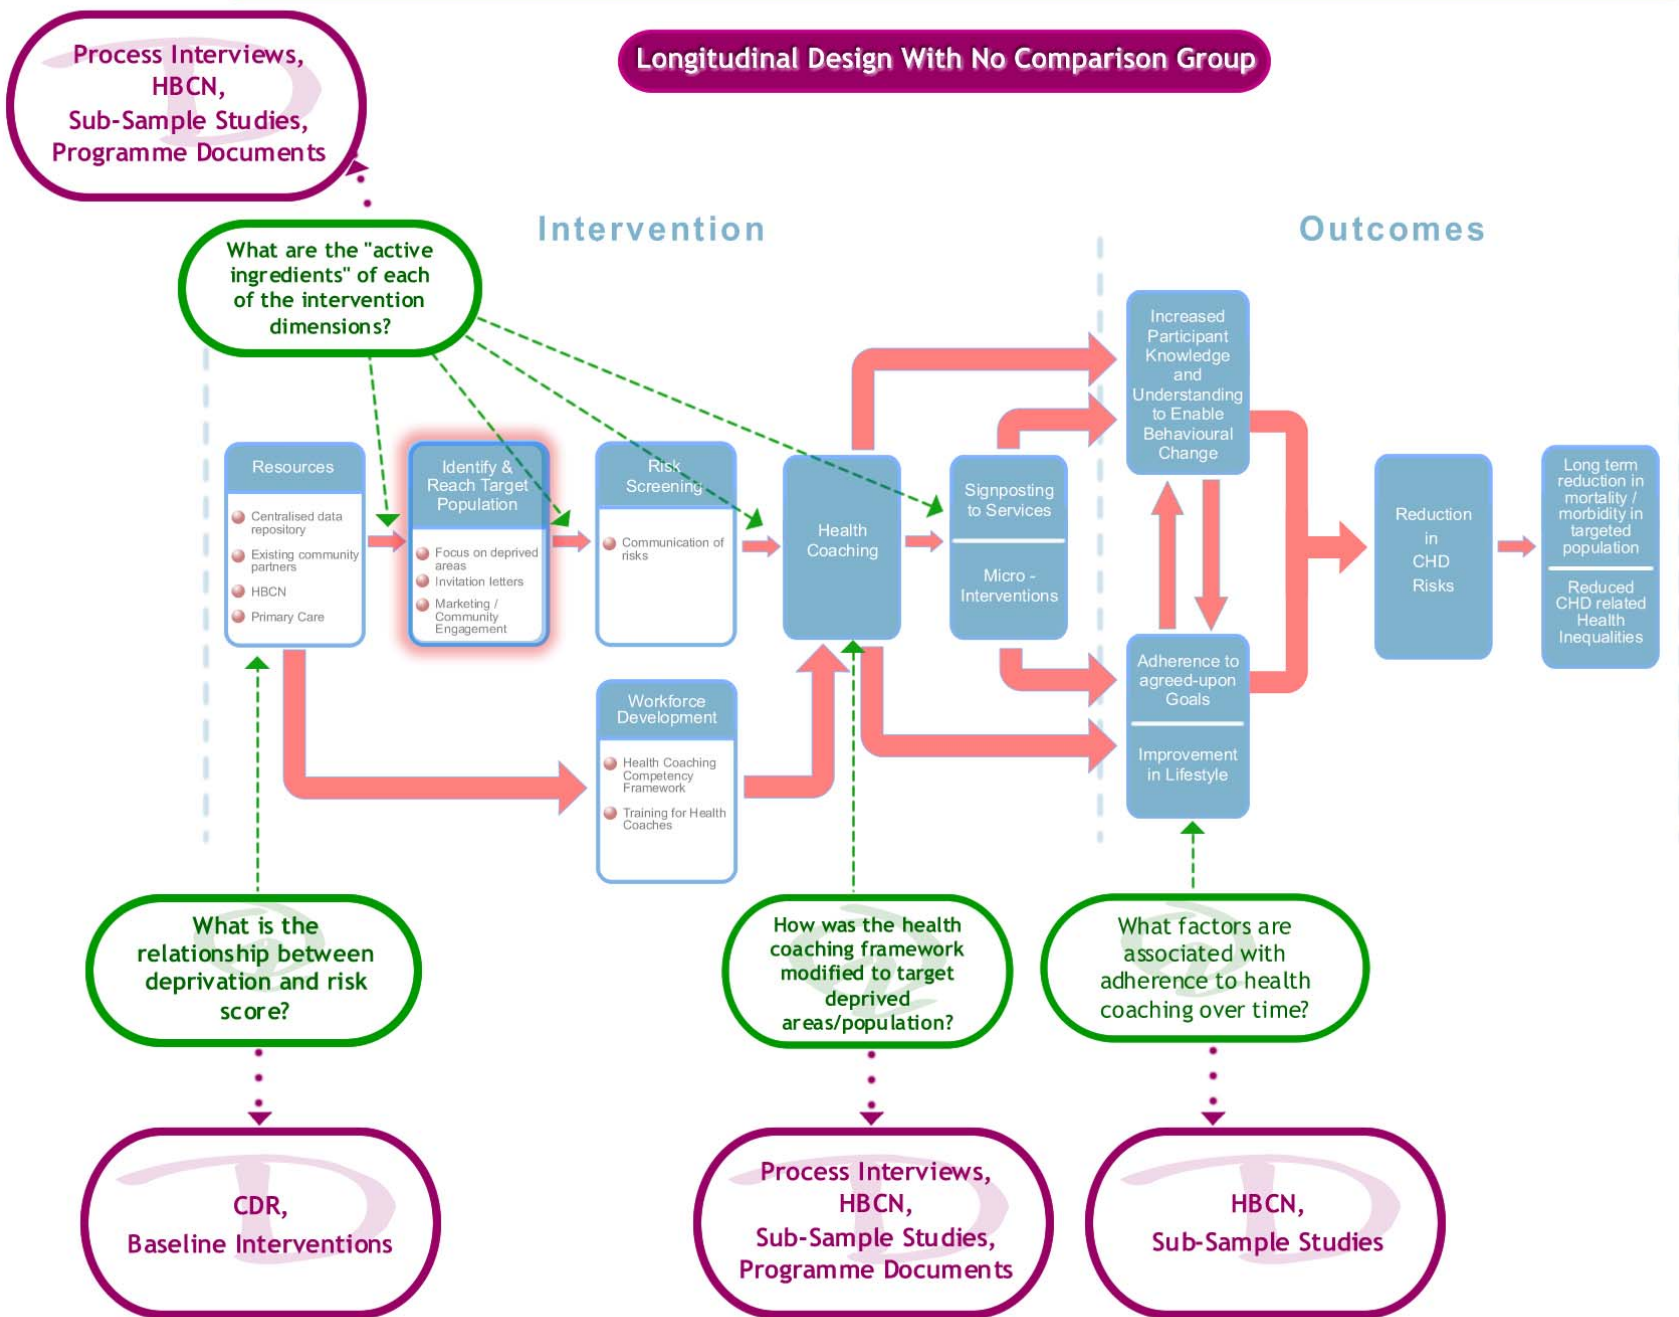 Process Interviews,
HBCN,
Sub-Sample Studies,
Programme Documents
Longitudinal Design With No Comparison Group
What are the "active
ingredients" of each
of the intervention
dimensions?
Intervention
Outcomes
Resources
Centralised data
repository
Existing community
partners
HBCN
Primary Care
Identify &
Reach Target
Population
Focus on deprived
areas
Invitation letters
Marketing /
Community
Engagement
Risk
Screening
Communication of
risks
Workforce
Development
Health Coaching
Competency
Framework
Training for Health
Coaches
Health
Coaching
Signposting
to Services
Micro -
Interventions
Increased
Participant
Knowledge
and
Understanding
to Enable
Behavioural
Change
Adherence to
agreed-upon
Goals
Improvement
in Lifestyle
Reduction
in
CHD
Risks
Long term
reduction in
mortality /
morbidity in
targeted
population
Reduced
CHD related
Health
Inequalities
What is the
relationship between
deprivation and risk
score?
How was the health
coaching framework
modified to target
deprived
areas/population?
What factors are
associated with
adherence to health
coaching over time?
CDR,
Baseline Interventions
Process Interviews,
HBCN,
Sub-Sample Studies,
Programme Documents
HBCN,
Sub-Sample Studies